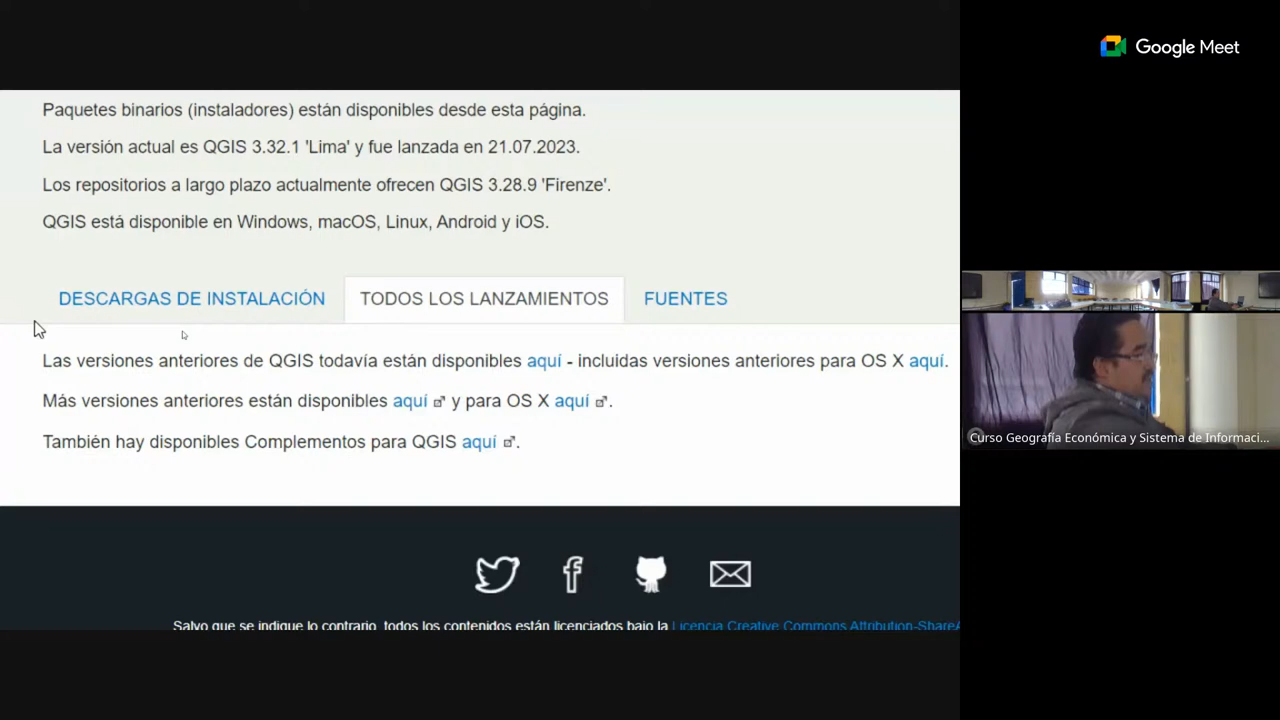 Google Meet
Paquetes binarios (instaladores) están disponibles desde esta página.
La versión actual es QGIS 3.32.1 'Lima' y fue lanzada en 21.07.2023.
Los repositorios a largo plazo actualmente ofrecen QGIS 3.28.9 'Firenze'.
QGIS está disponible en Windows, macOS, Linux, Android y iOS.
DESCARGAS DE INSTALACIÓN TODOS LOS LANZAMIENTOS FUENTES
Las versiones anteriores de QGIS todavía están disponibles aquí - incluidas versiones anteriores para OS X aquí.
Más versiones anteriores están disponibles aquí y para OS X aquí.
También hay disponibles Complementos para QGIS aquí.
Curso Geografía Económica y Sistema de Informaci...
Salvo que se indique lo contrario, todos los contenidos están licenciados bajo la Licencia Creative Commons Attribution-ShareA